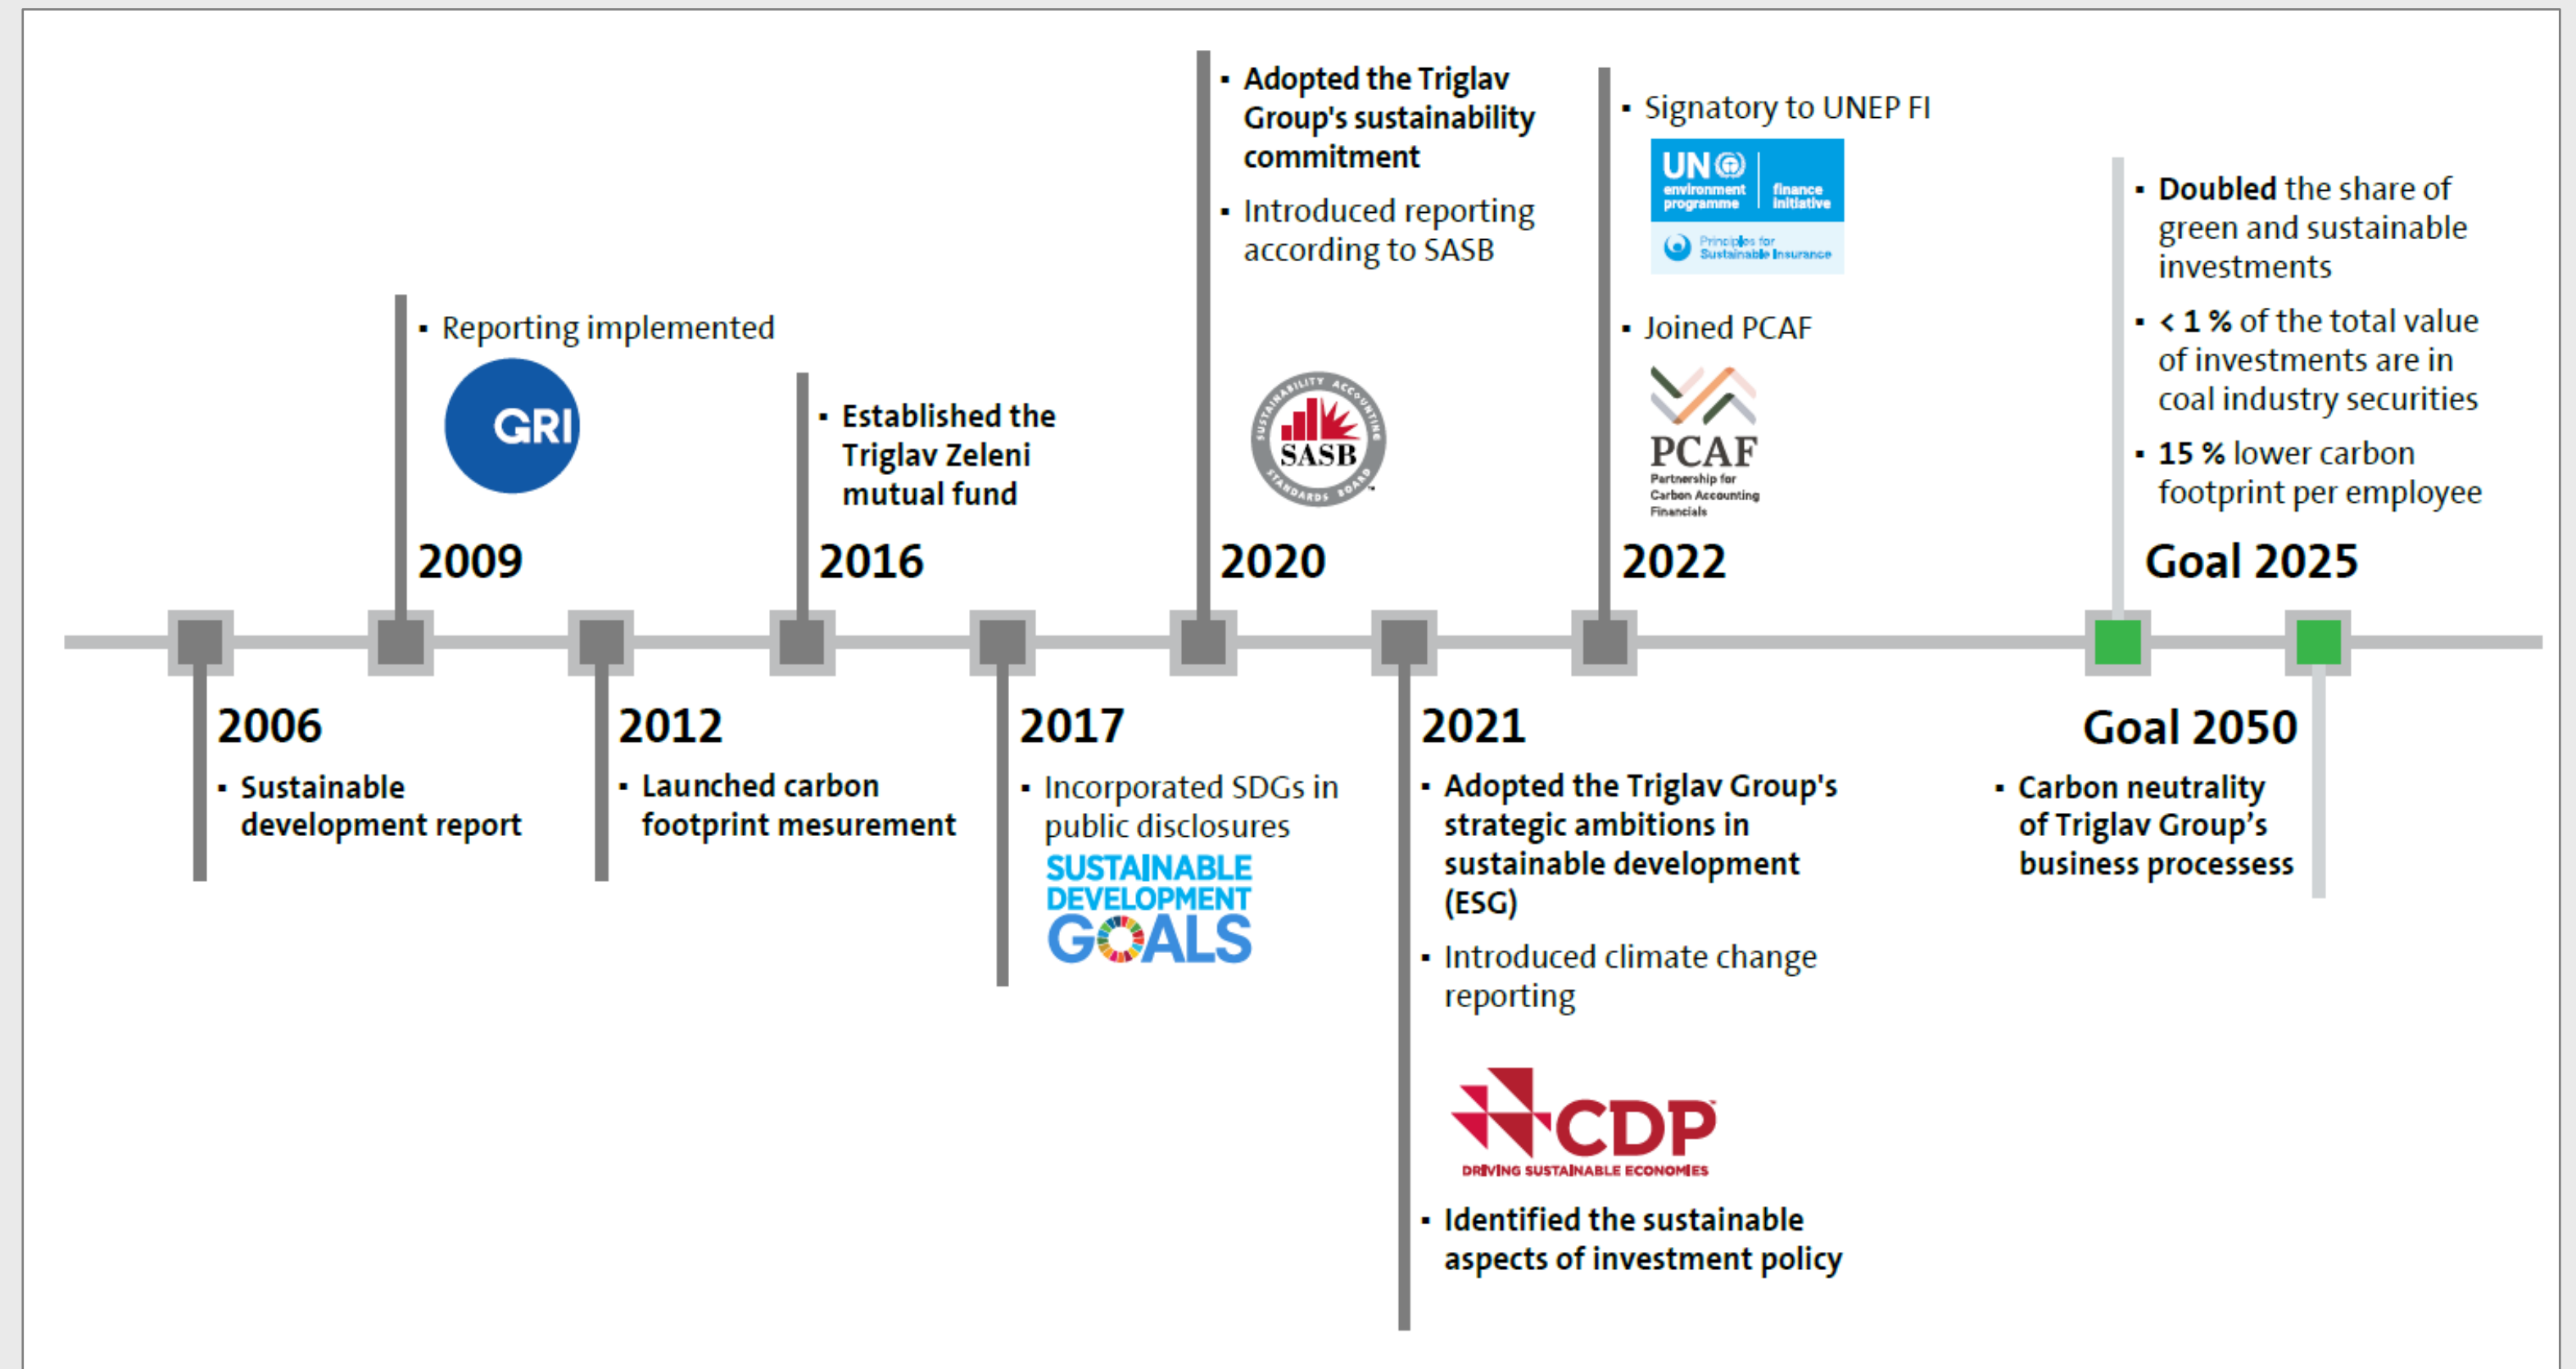 ▪ Reporting implemented
GRI
2009
▪ Established the
Triglav Zeleni
mutual fund
2016
▪ Adopted the Triglav
Group's sustainability
commitment
▪ Introduced reporting
according to SASB
SUSTAINABILITY ACCOUNTING
SASB
STANDARDS BOARD
2020
▪ Signatory to UNEP FI
UN
environment
programme
finance
initiative
Principles for
Sustainable Insurance
▪ Joined PCAF
PCAF
Partnership for
Carbon Accounting
Financials
2022
▪ Doubled the share of
green and sustainable
investments
▪ < 1 % of the total value
of investments are in
coal industry securities
▪ 15 % lower carbon
footprint per employee
Goal 2025
2006
▪ Sustainable
development report
2012
▪ Launched carbon
footprint mesurement
2017
▪ Incorporated SDGs in
public disclosures
SUSTAINABLE
DEVELOPMENT
GOALS
2021
▪ Adopted the Triglav Group's
strategic ambitions in
sustainable development
(ESG)
▪ Introduced climate change
reporting
CDP
DRIVING SUSTAINABLE ECONOMIES
▪ Identified the sustainable
aspects of investment policy
Goal 2050
▪ Carbon neutrality
of Triglav Group’s
business processess